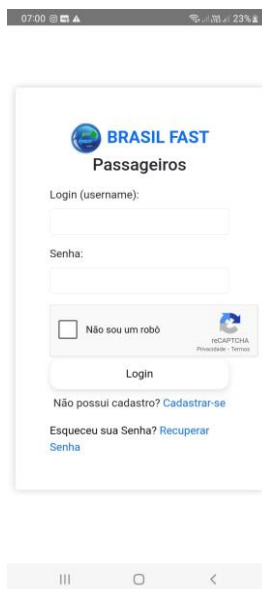 07:00 23%
BRASIL FAST
Passageiros
Login (username):
Senha:
Não sou um robô
reCAPTCHA
Privacidade - Termos
Login
Não possui cadastro? Cadastrar-se
Esqueceu sua Senha? Recuperar
Senha